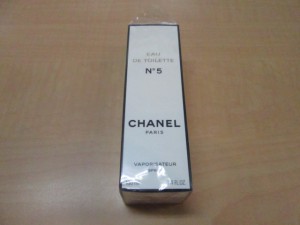 EAU
DE TOILETTE
N°5
CHANEL
PARIS
VAPORISATEUR